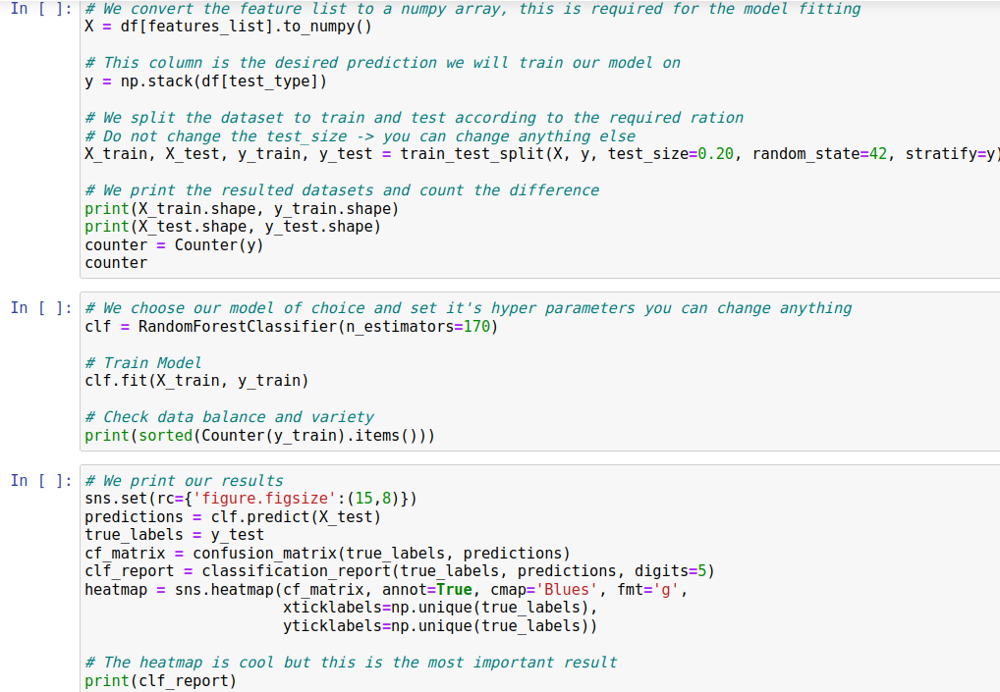 In [ ]: # We convert the feature list to a numpy array, this is required for the model fitting
X = df[features_list].to_numpy()
# This column is the desired prediction we will train our model on
y = np.stack(df[test_type])
# We split the dataset to train and test according to the required ration
# Do not change the test_size -> you can change anything else
X_train, X_test, y_train, y_test = train_test_split(X, y, test_size=0.20, random_state=42, stratify=y)
# We print the resulted datasets and count the difference
print(X_train.shape, y_train.shape)
print(X_test.shape, y_test.shape)
counter = Counter(y)
counter
In [ ]: # We choose our model of choice and set it's hyper parameters you can change anything
clf = RandomForestClassifier(n_estimators=170)
# Train Model
clf.fit(X_train, y_train)
# Check data balance and variety
print(sorted(Counter(y_train).items()))
In [ ]: # We print our results
sns.set(rc={'figure.figsize':(15,8)})
predictions = clf.predict(X_test)
true_labels = y_test
cf_matrix = confusion_matrix(true_labels, predictions)
clf_report = classification_report(true_labels, predictions, digits=5)
heatmap = sns.heatmap(cf_matrix, annot=True, cmap='Blues', fmt='g',
xticklabels=np.unique(true_labels),
yticklabels=np.unique(true_labels))
# The heatmap is cool but this is the most important result
print(clf_report)